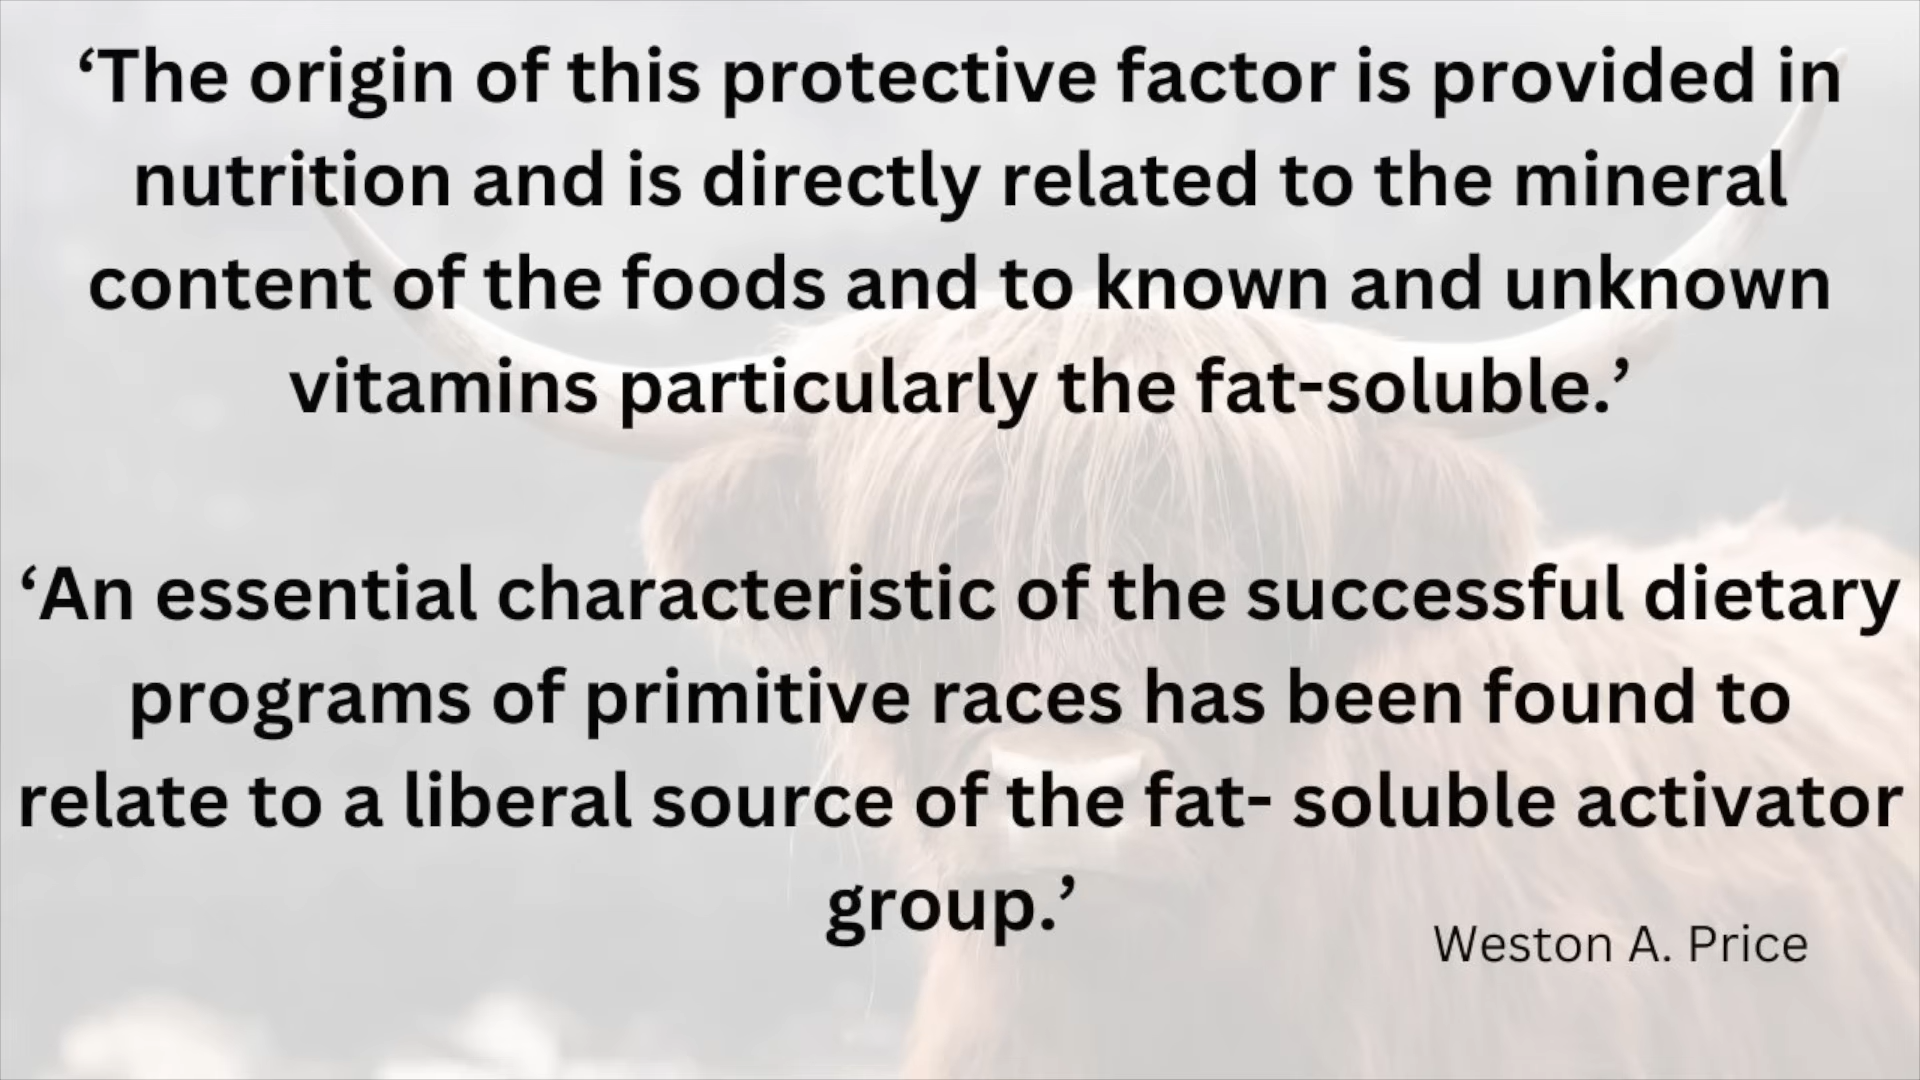 ‘The origin of this protective factor is provided in
nutrition and is directly related to the mineral
content of the foods and to known and unknown
vitamins particularly the fat-soluble.’
‘An essential characteristic of the successful dietary
programs of primitive races has been found to
relate to a liberal source of the fat- soluble activator
group.’
Weston A. Price